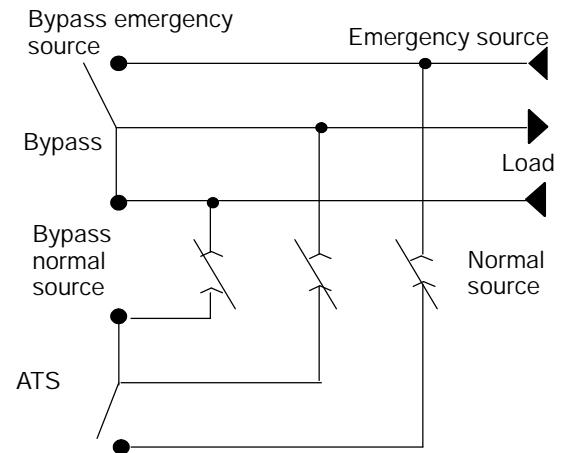 Bypass emergency
source
Emergency source
Bypass
Load
Bypass
normal
source
Normal
source
ATS